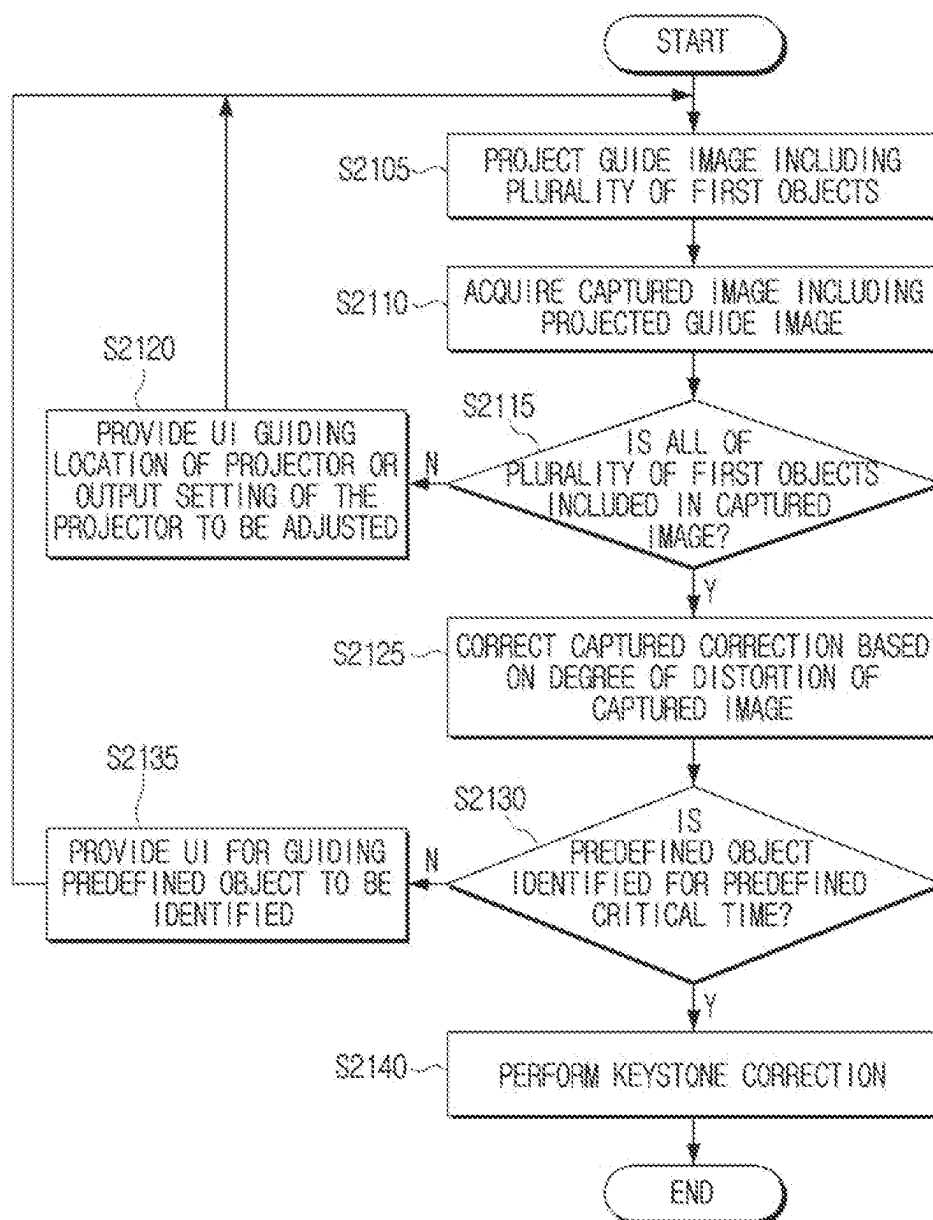 START
S2105
PROJECT GUIDE IMAGE INCLUDING
PLURALITY OF FIRST OBJECTS
S2110
ACQUIRE CAPTURED IMAGE INCLUDING
PROJECTED GUIDE IMAGE
S2115
IS ALL OF
PLURALITY OF FIRST OBJECTS
INCLUDED IN CAPTURED
IMAGE?
N
S2120
PROVIDE UI GUIDING
LOCATION OF PROJECTOR OR
OUTPUT SETTING OF THE
PROJECTOR TO BE ADJUSTED
Y
S2125
CORRECT CAPTURED CORRECTION BASED
ON DEGREE OF DISTORTION OF
CAPTURED IMAGE
S2130
IS
PREDEFINED OBJECT
IDENTIFIED FOR PREDEFINED
CRITICAL TIME?
N
S2135
PROVIDE UI FOR GUIDING
PREDEFINED OBJECT TO BE
IDENTIFIED
Y
S2140
PERFORM KEYSTONE CORRECTION
END